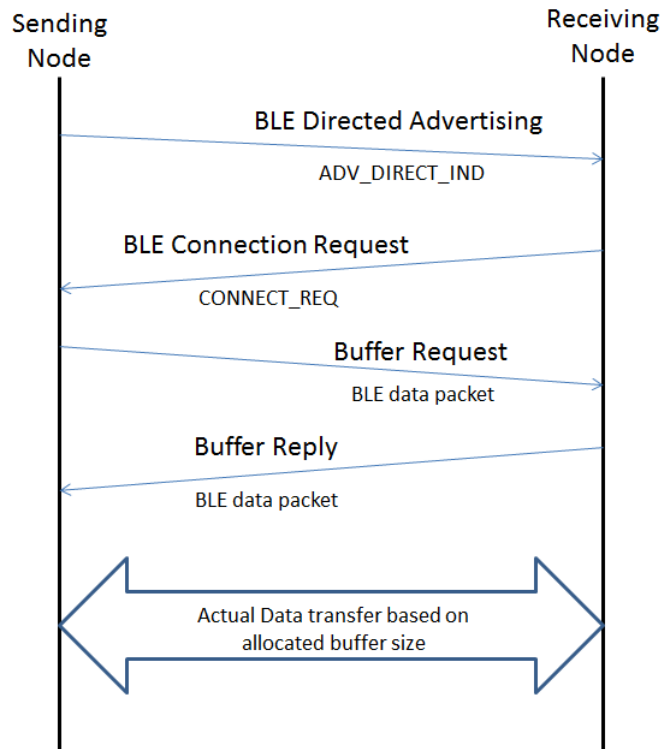 Sending
Node
Receiving
Node
BLE Directed Advertising
ADV_DIRECT_IND
BLE Connection Request
CONNECT_REQ
Buffer Request
BLE data packet
Buffer Reply
BLE data packet
Actual Data transfer based on
allocated buffer size